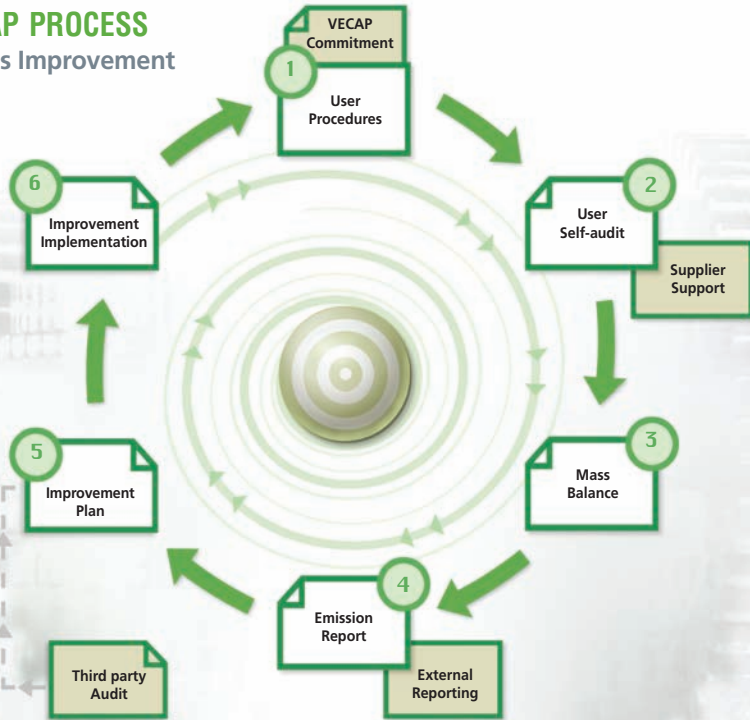 AP PROCESS
s Improvement
VECAP
Commitment
1
User
Procedures
2
User
Self-audit
Supplier
Support
3
Mass
Balance
4
Emission
Report
External
Reporting
5
Improvement
Plan
Third party
Audit
6
Improvement
Implementation